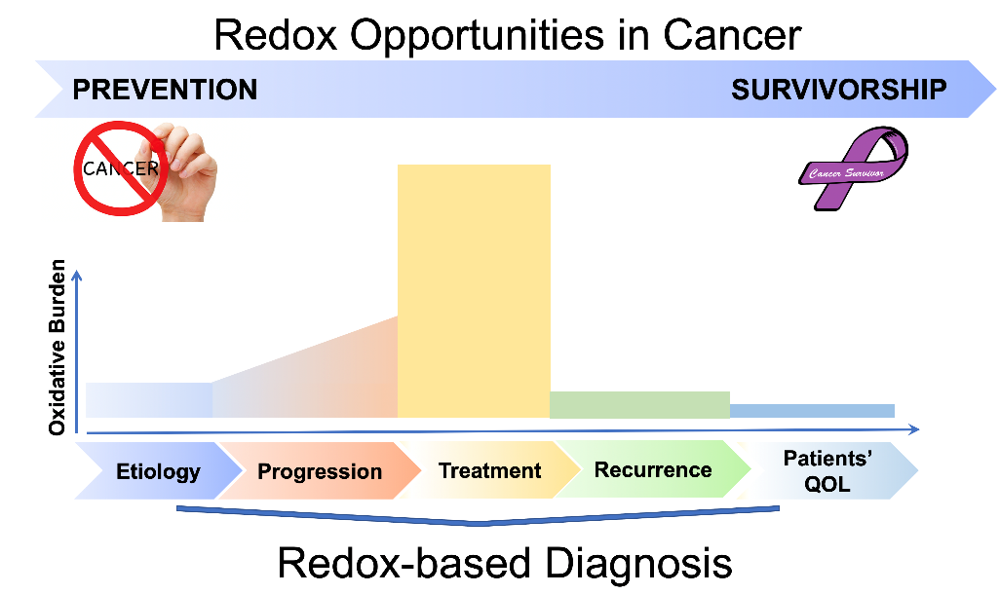 Redox Opportunities in Cancer
PREVENTION
SURVIVORSHIP
CANCER
Cancer Survivor
Oxidative Burden
Etiology
Progression
Treatment
Recurrence
Patients’
QOL
Redox-based Diagnosis